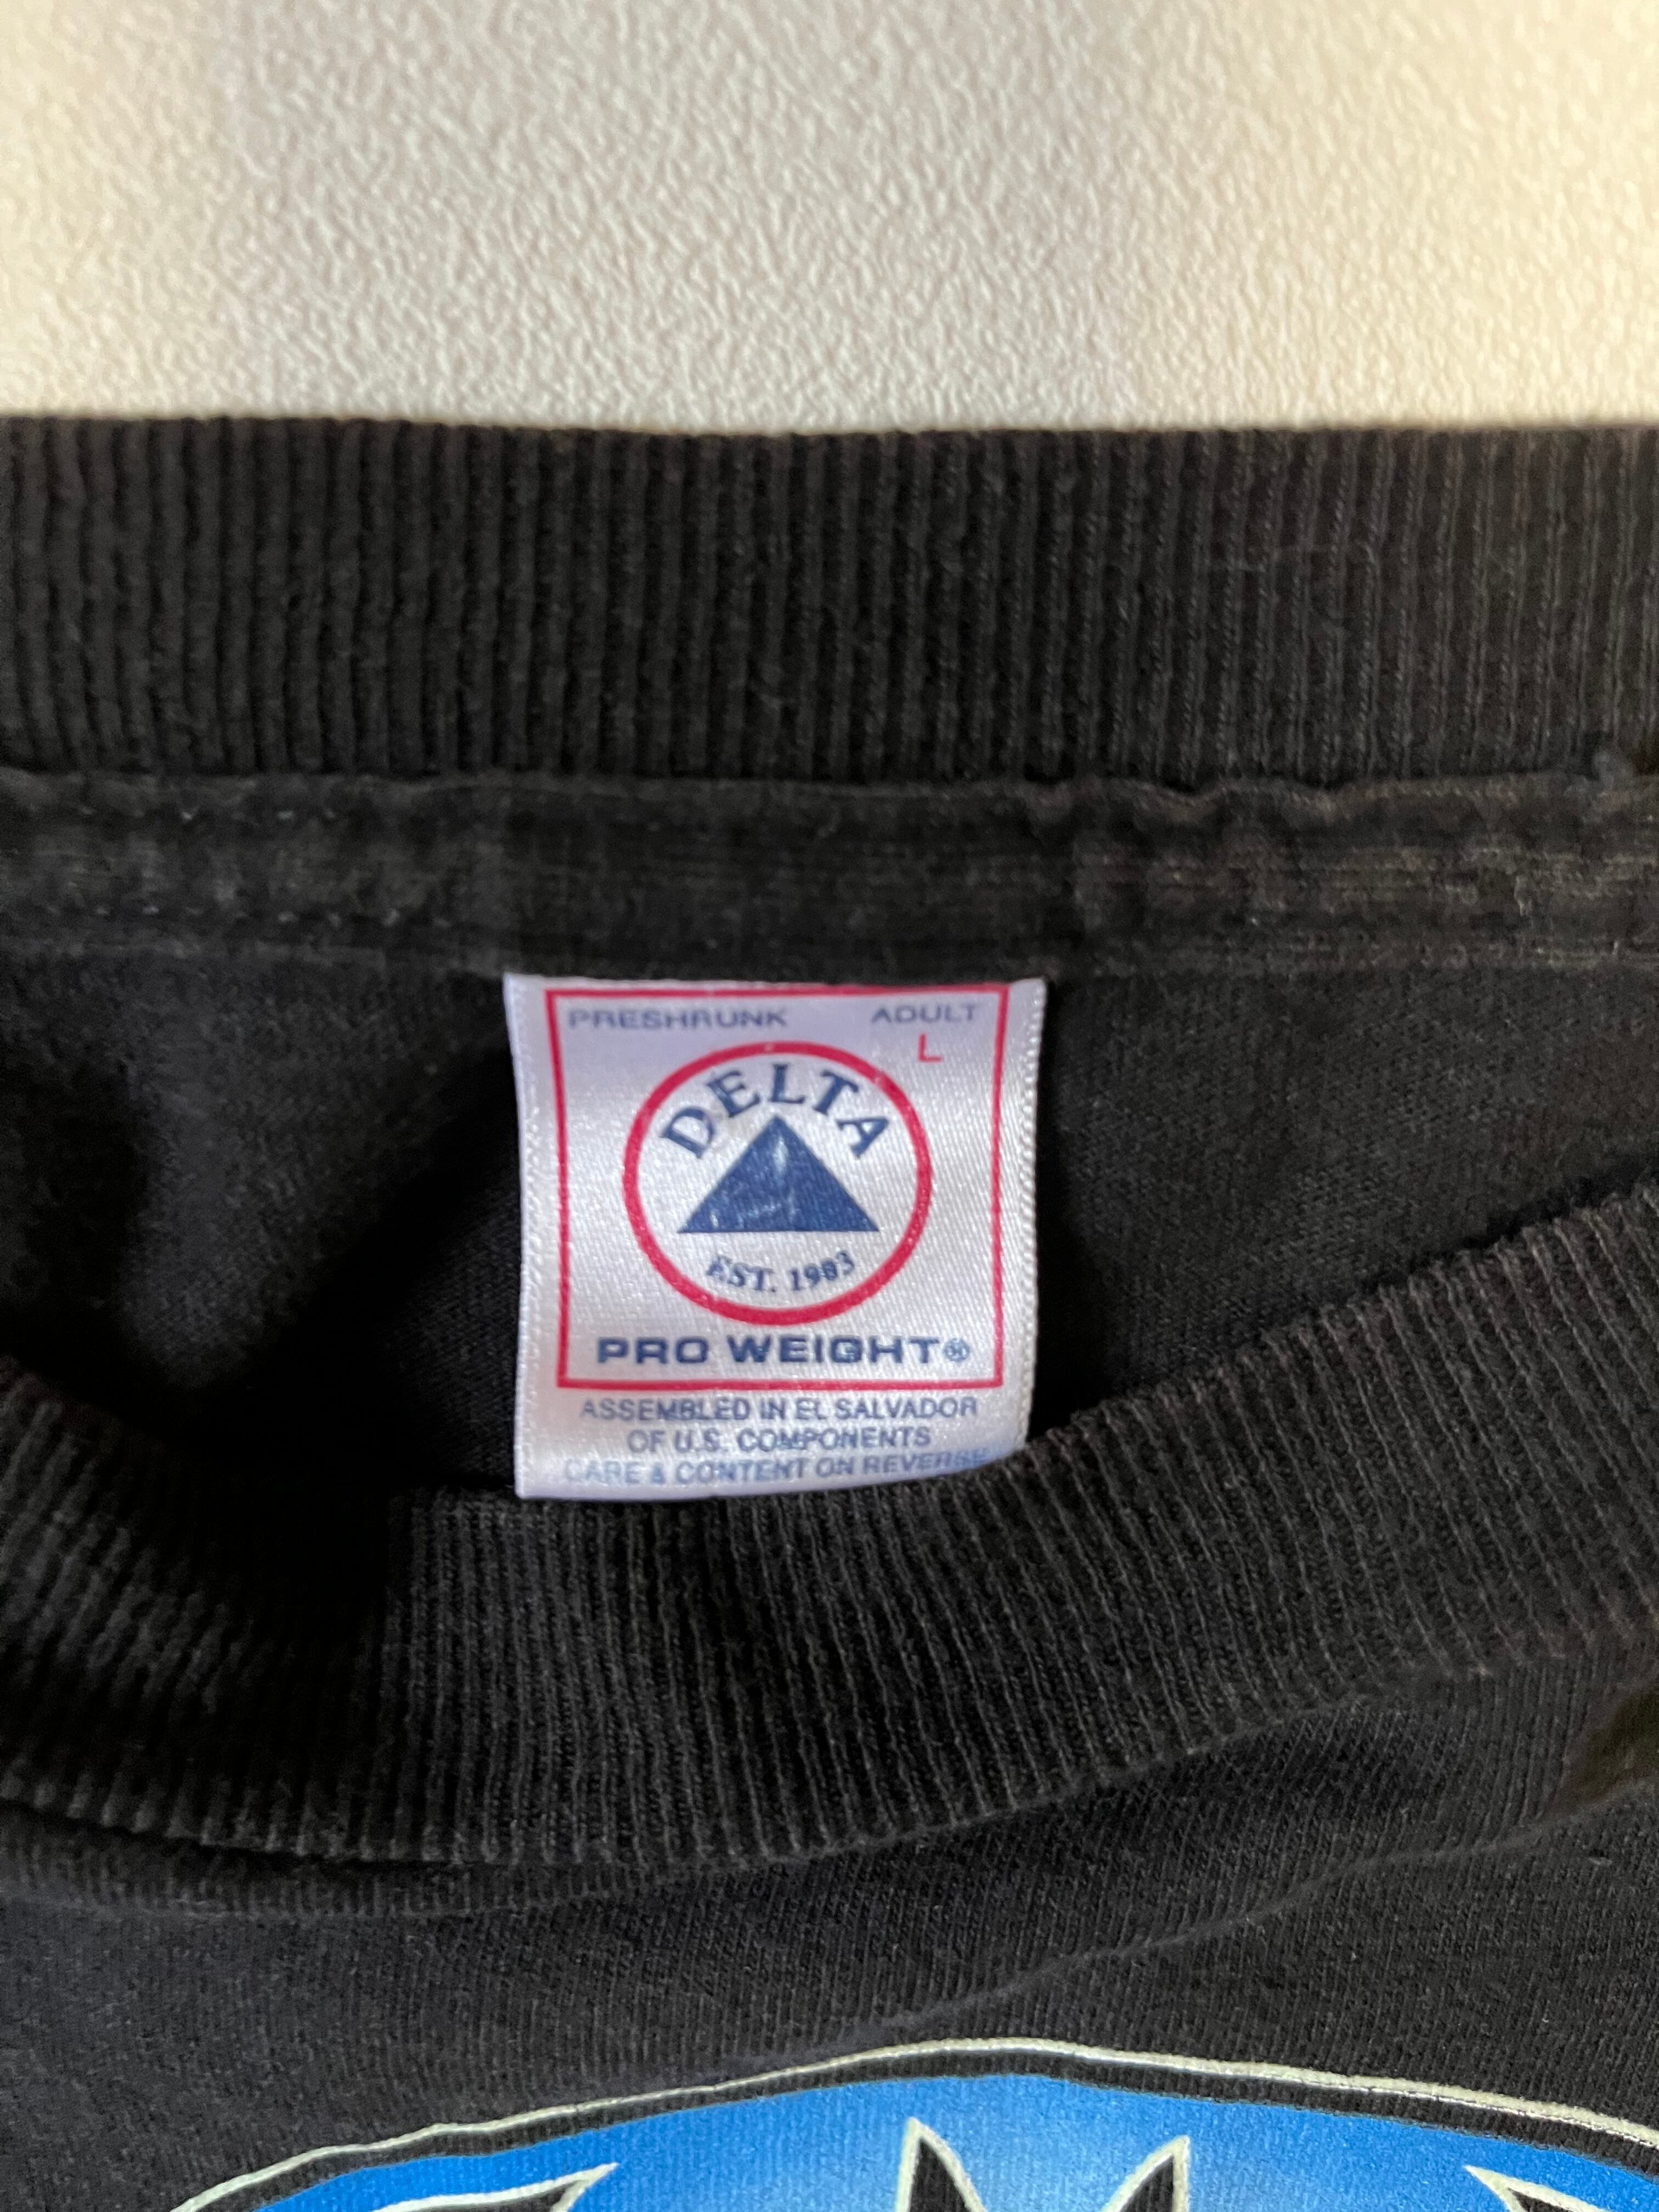 PRESHRUNK ADULT
L
DELTA
EST. 1983
PRO WEIGHT®
ASSEMBLED IN EL SALVADOR
OF U.S. COMPONENTS
CARE & CONTENT ON REVERSE